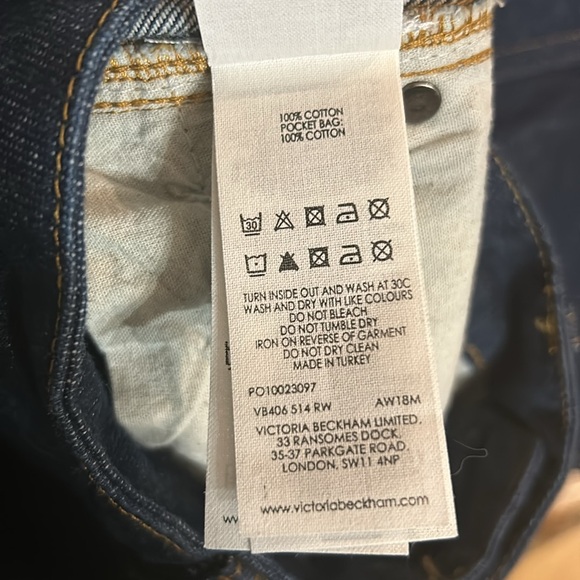 100% COTTON
POCKET BAG:
100% COTTON
30
TURN INSIDE OUT AND WASH AT 30C
WASH AND DRY WITH LIKE COLOURS
DO NOT BLEACH
DO NOT TUMBLE DRY
IRON ON REVERSE OF GARMENT
DO NOT DRY CLEAN
MADE IN TURKEY
PO10023097
VB406 514 RW AW18M
VICTORIA BECKHAM LIMITED,
33 RANSOMES DOCK,
35-37 PARKGATE ROAD,
LONDON, SW11 4NP
www.victoriabeckham.com